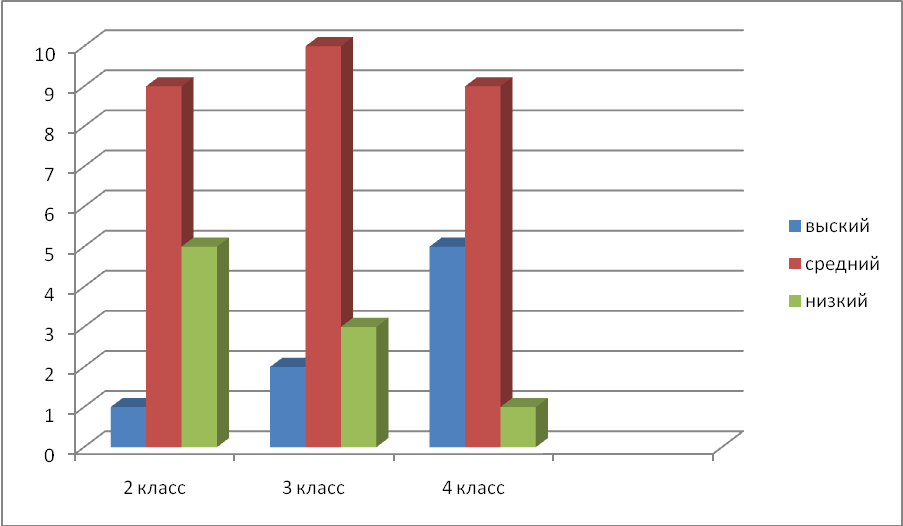 10
9
8
7
6
5
4
3
2
1
0
2 класс
3 класс
4 класс
выский
средний
низкий